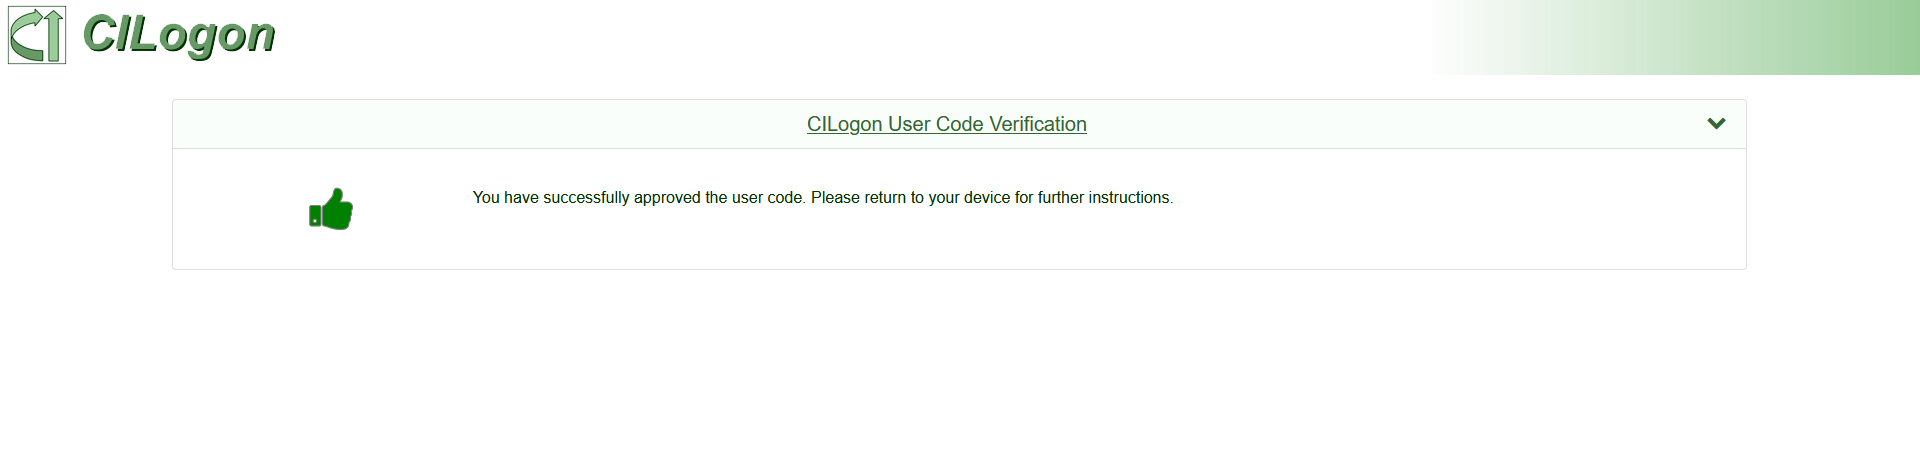 CILogon
CILogon User Code Verification
You have successfully approved the user code. Please return to your device for further instructions.